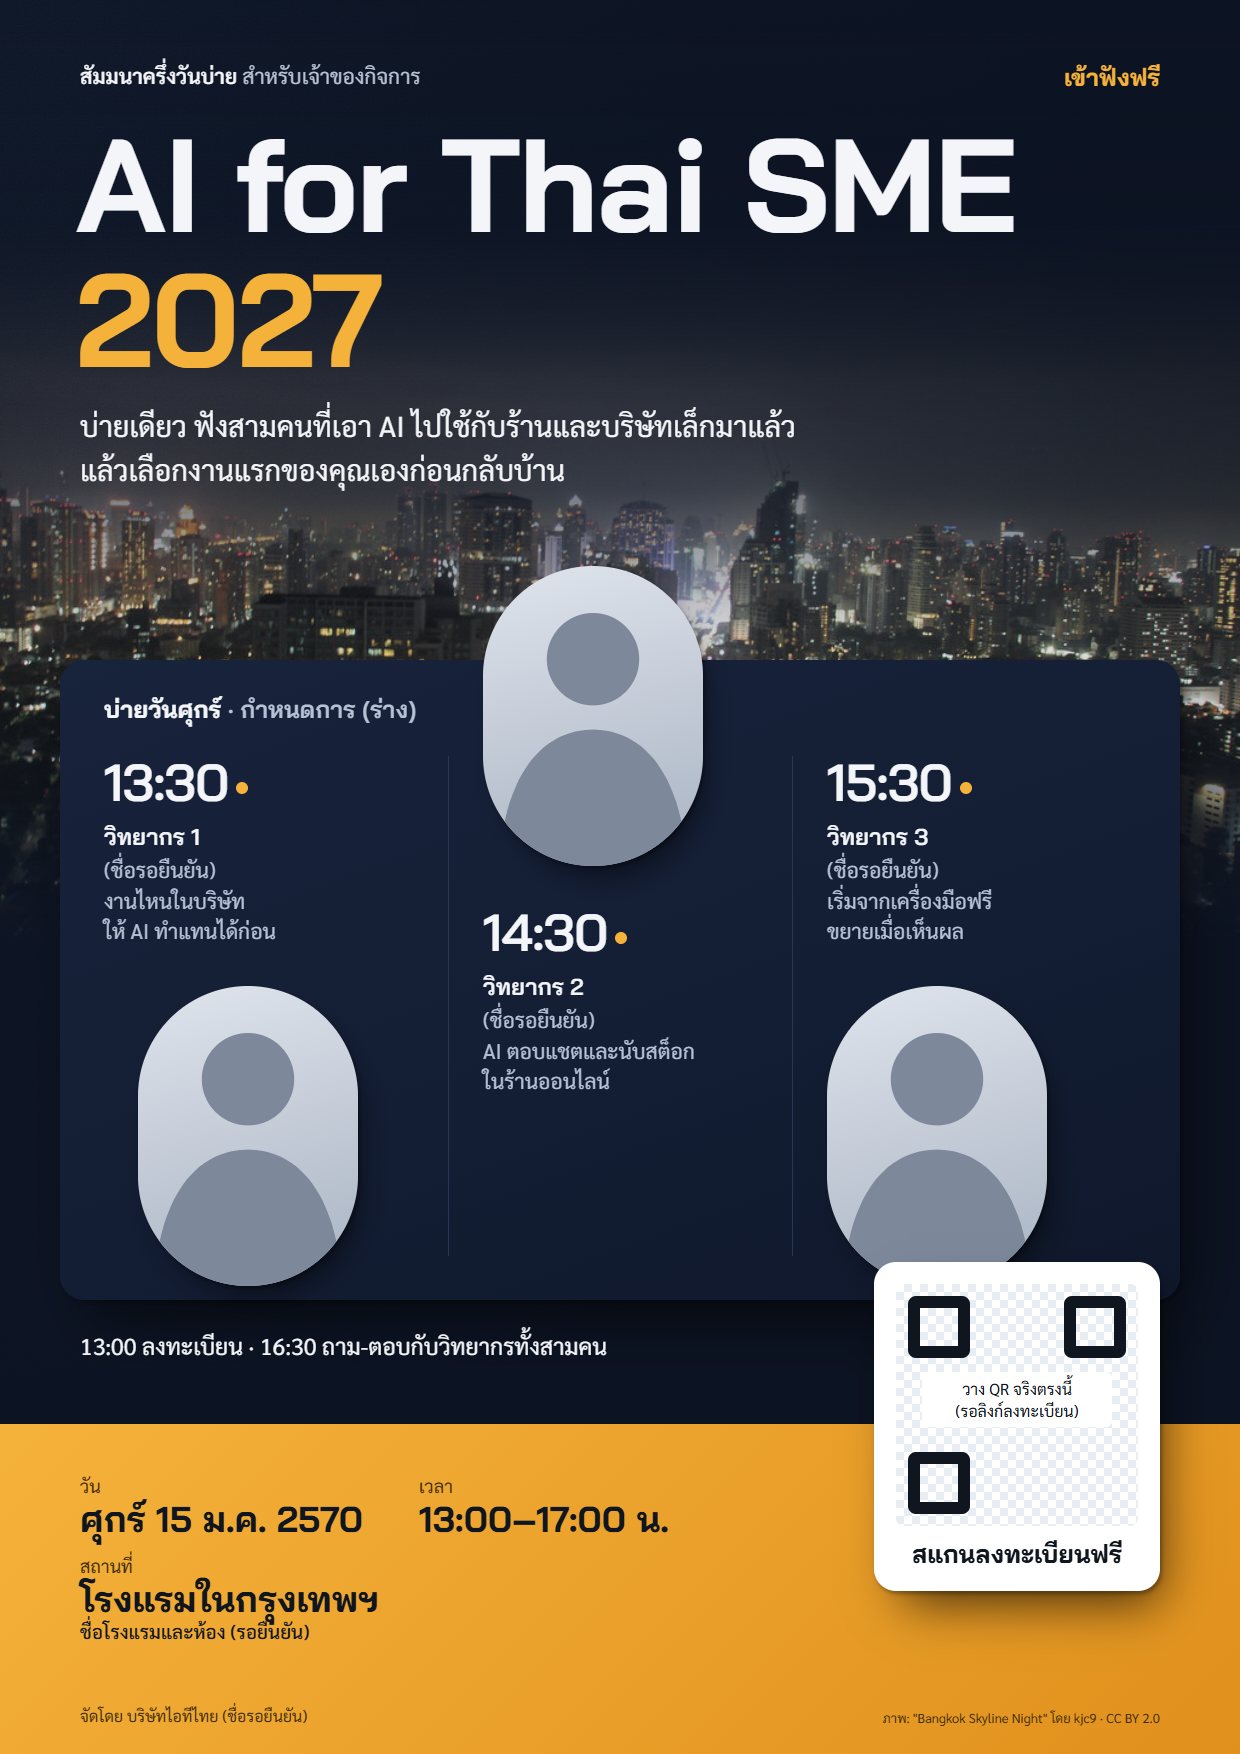 สัมมนาครึ่งวันบ่าย สำหรับเจ้าของกิจการ
เข้าฟังฟรี
AI for Thai SME
2027
บ่ายเดียว ฟังสามคนที่เอา AI ไปใช้กับร้านและบริษัทเล็กมาแล้ว
แล้วเลือกงานแรกของคุณเองก่อนกลับบ้าน
บ่ายวันศุกร์ · กำหนดการ (ร่าง)
13:30
วิทยากร 1
(ชื่อรอยืนยัน)
งานไหนในบริษัท
ให้ AI ทำแทนได้ก่อน
14:30
วิทยากร 2
(ชื่อรอยืนยัน)
AI ตอบแชตและนับสต็อก
ในร้านออนไลน์
15:30
วิทยากร 3
(ชื่อรอยืนยัน)
เริ่มจากเครื่องมือฟรี
ขยายเมื่อเห็นผล
13:00 ลงทะเบียน · 16:30 ถาม-ตอบกับวิทยากรทั้งสามคน
วาง QR จริงตรงนี้
(รอลิงก์ลงทะเบียน)
สแกนลงทะเบียนฟรี
วัน
ศุกร์ 15 ม.ค. 2570
เวลา
13:00–17:00 น.
สถานที่
โรงแรมในกรุงเทพฯ
ชื่อโรงแรมและห้อง (รอยืนยัน)
จัดโดย บริษัทไอทีไทย (ชื่อรอยืนยัน)
ภาพ: "Bangkok Skyline Night" โดย kjc9 · CC BY 2.0